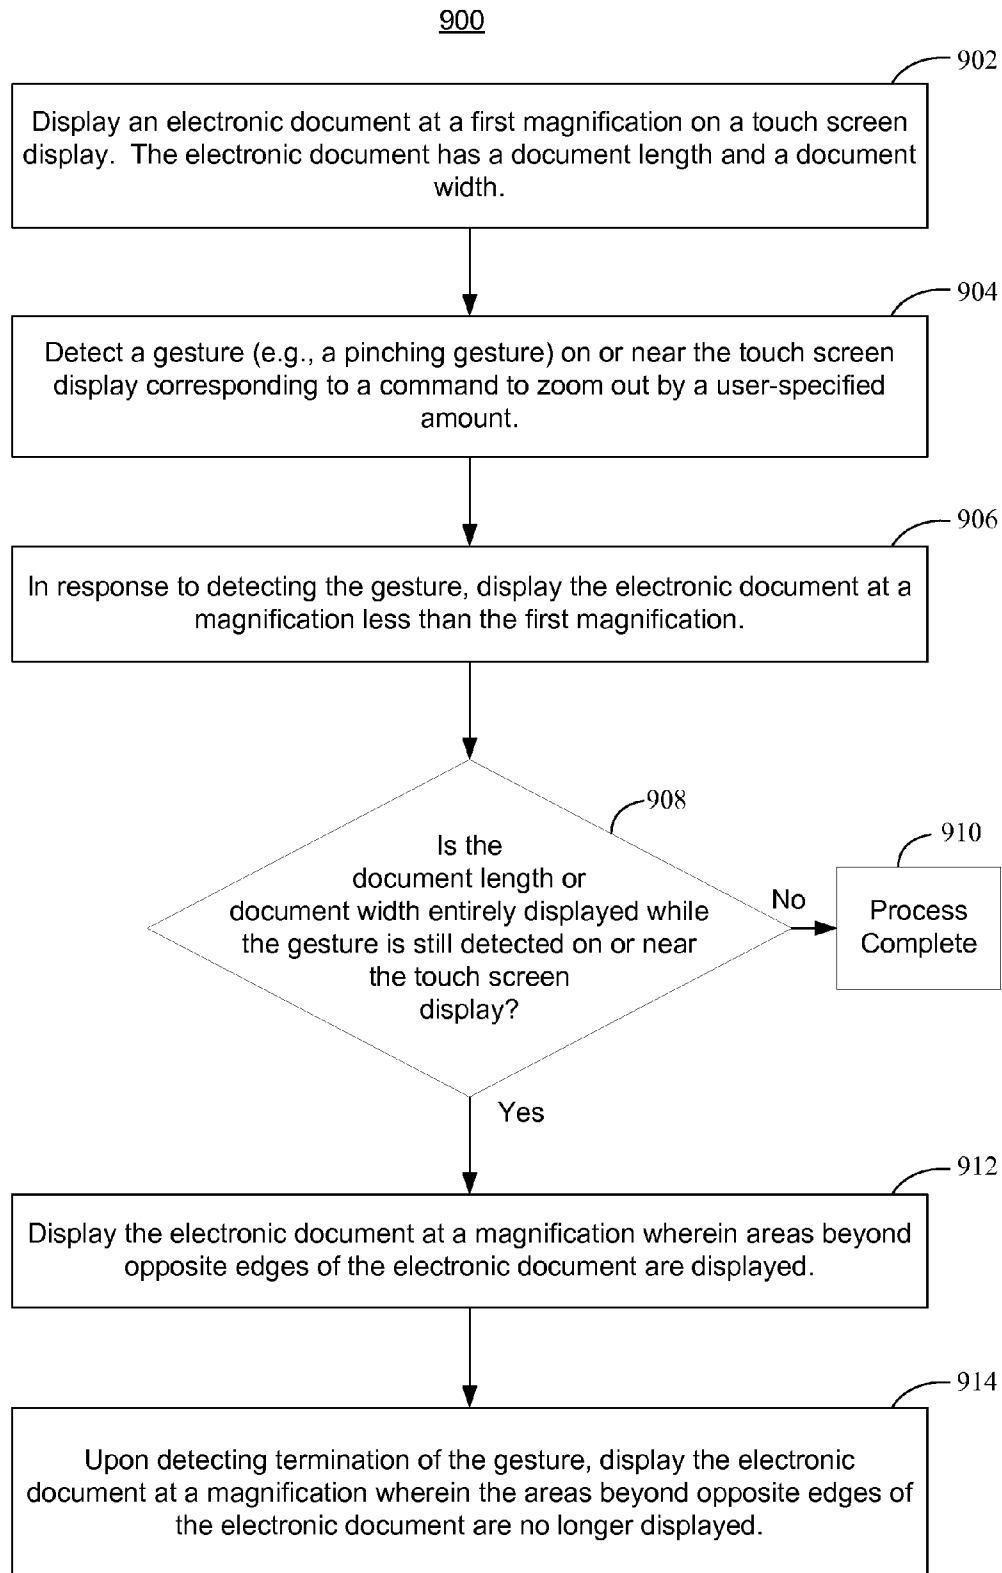 900
902
Display an electronic document at a first magnification on a touch screen
display.  The electronic document has a document length and a document
width.
904
Detect a gesture (e.g., a pinching gesture) on or near the touch screen
display corresponding to a command to zoom out by a user-specified
amount.
906
In response to detecting the gesture, display the electronic document at a
magnification less than the first magnification.
908
Is the
document length or
document width entirely displayed while
the gesture is still detected on or near
the touch screen
display?
No
910
Process
Complete
Yes
912
Display the electronic document at a magnification wherein areas beyond
opposite edges of the electronic document are displayed.
914
Upon detecting termination of the gesture, display the electronic
document at a magnification wherein the areas beyond opposite edges of
the electronic document are no longer displayed.